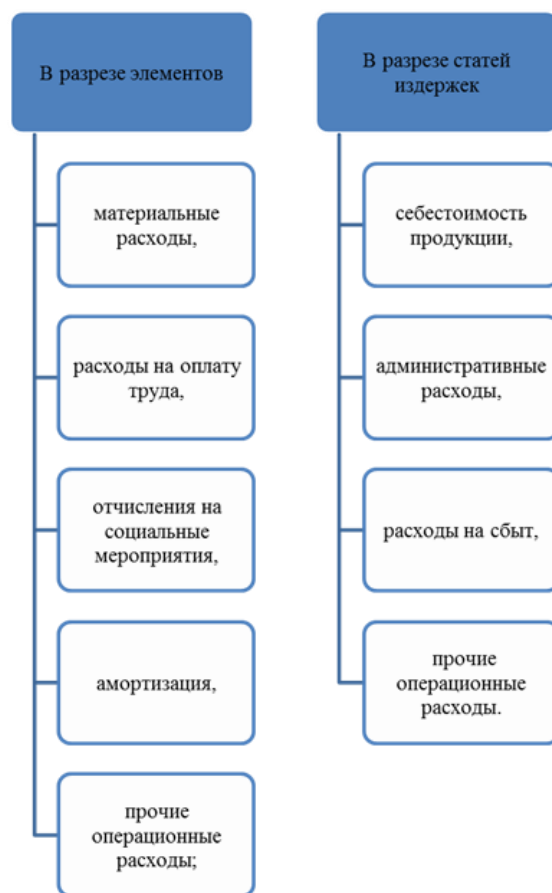 В разрезе элементов
материальные
расходы,
расходы на оплату
труда,
отчисления на
социальные
мероприятия,
амортизация,
прочие
операционные
расходы;
В разрезе статей
издержек
себестоимость
продукции,
административные
расходы,
расходы на сбыт,
прочие
операционные
расходы.